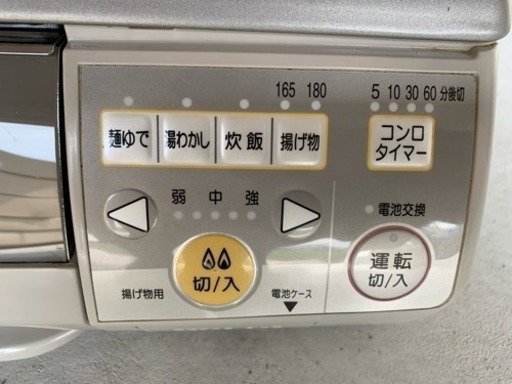 165 180
5 10 30 60 分後切
麺ゆで 湯わかし 炊飯 揚げ物
コンロ
タイマー
弱 中 強
電池交換
切/入
運転
切/入
揚げ物用
電池ケース